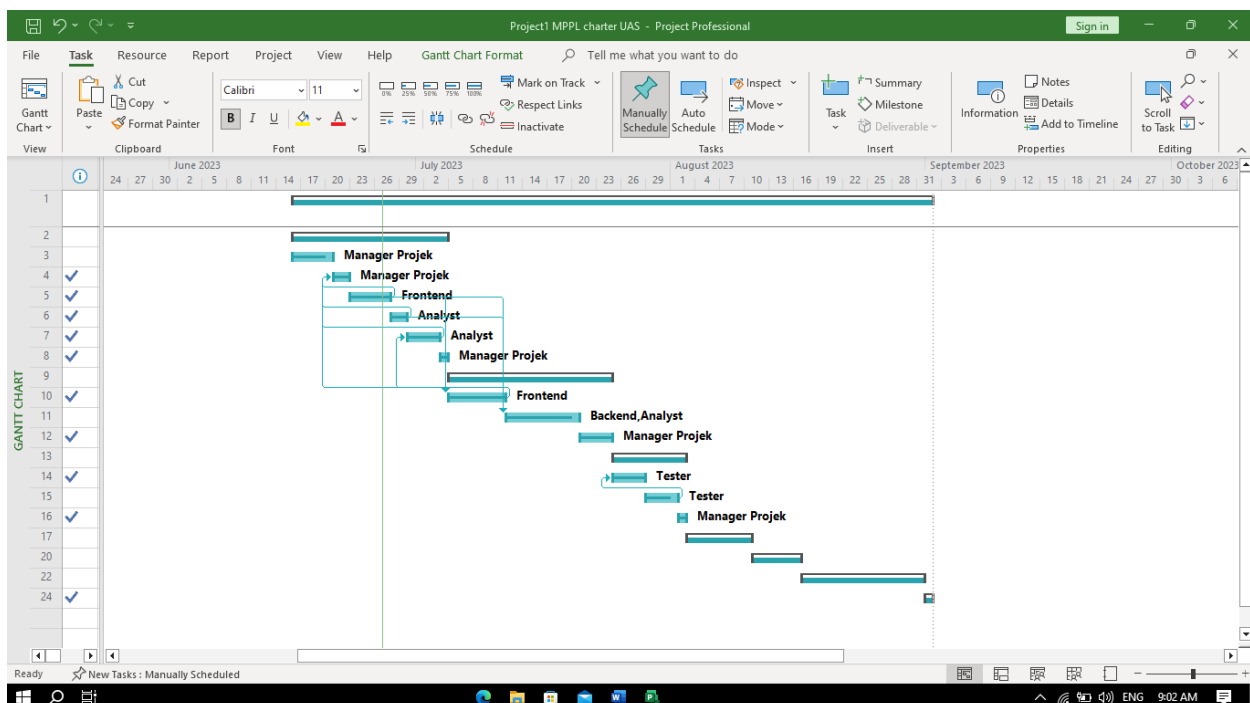 Project1 MPPL charter UAS - Project Professional
Sign in
File Task Resource Report Project View Help Gantt Chart Format Tell me what you want to do
Gantt Chart
View
Paste
Cut
Copy
Format Painter
Clipboard
Calibri 11
B I U A
Font
0% 25% 50% 75% 100%
Mark on Track
Respect Links
Inactivate
Schedule
Manually Schedule
Auto Schedule
Inspect
Move
Mode
Tasks
Task
Summary
Milestone
Deliverable
Insert
Information
Notes
Details
Add to Timeline
Properties
Scroll to Task
Editing
June 2023 July 2023 August 2023 September 2023 October 2023
24 27 30 2 5 8 11 14 17 20 23 26 29 2 5 8 11 14 17 20 23 26 29 1 4 7 10 13 16 19 22 25 28 31 3 6 9 12 15 18 21 24 27 30 3 6
GANTT CHART
1
2
3 Manager Projek
4 Manager Projek
5 Frontend
6 Analyst
7 Analyst
8 Manager Projek
9
10 Frontend
11 Backend,Analyst
12 Manager Projek
13
14 Tester
15 Tester
16 Manager Projek
17
20
22
24
Ready New Tasks : Manually Scheduled
ENG 9:02 AM